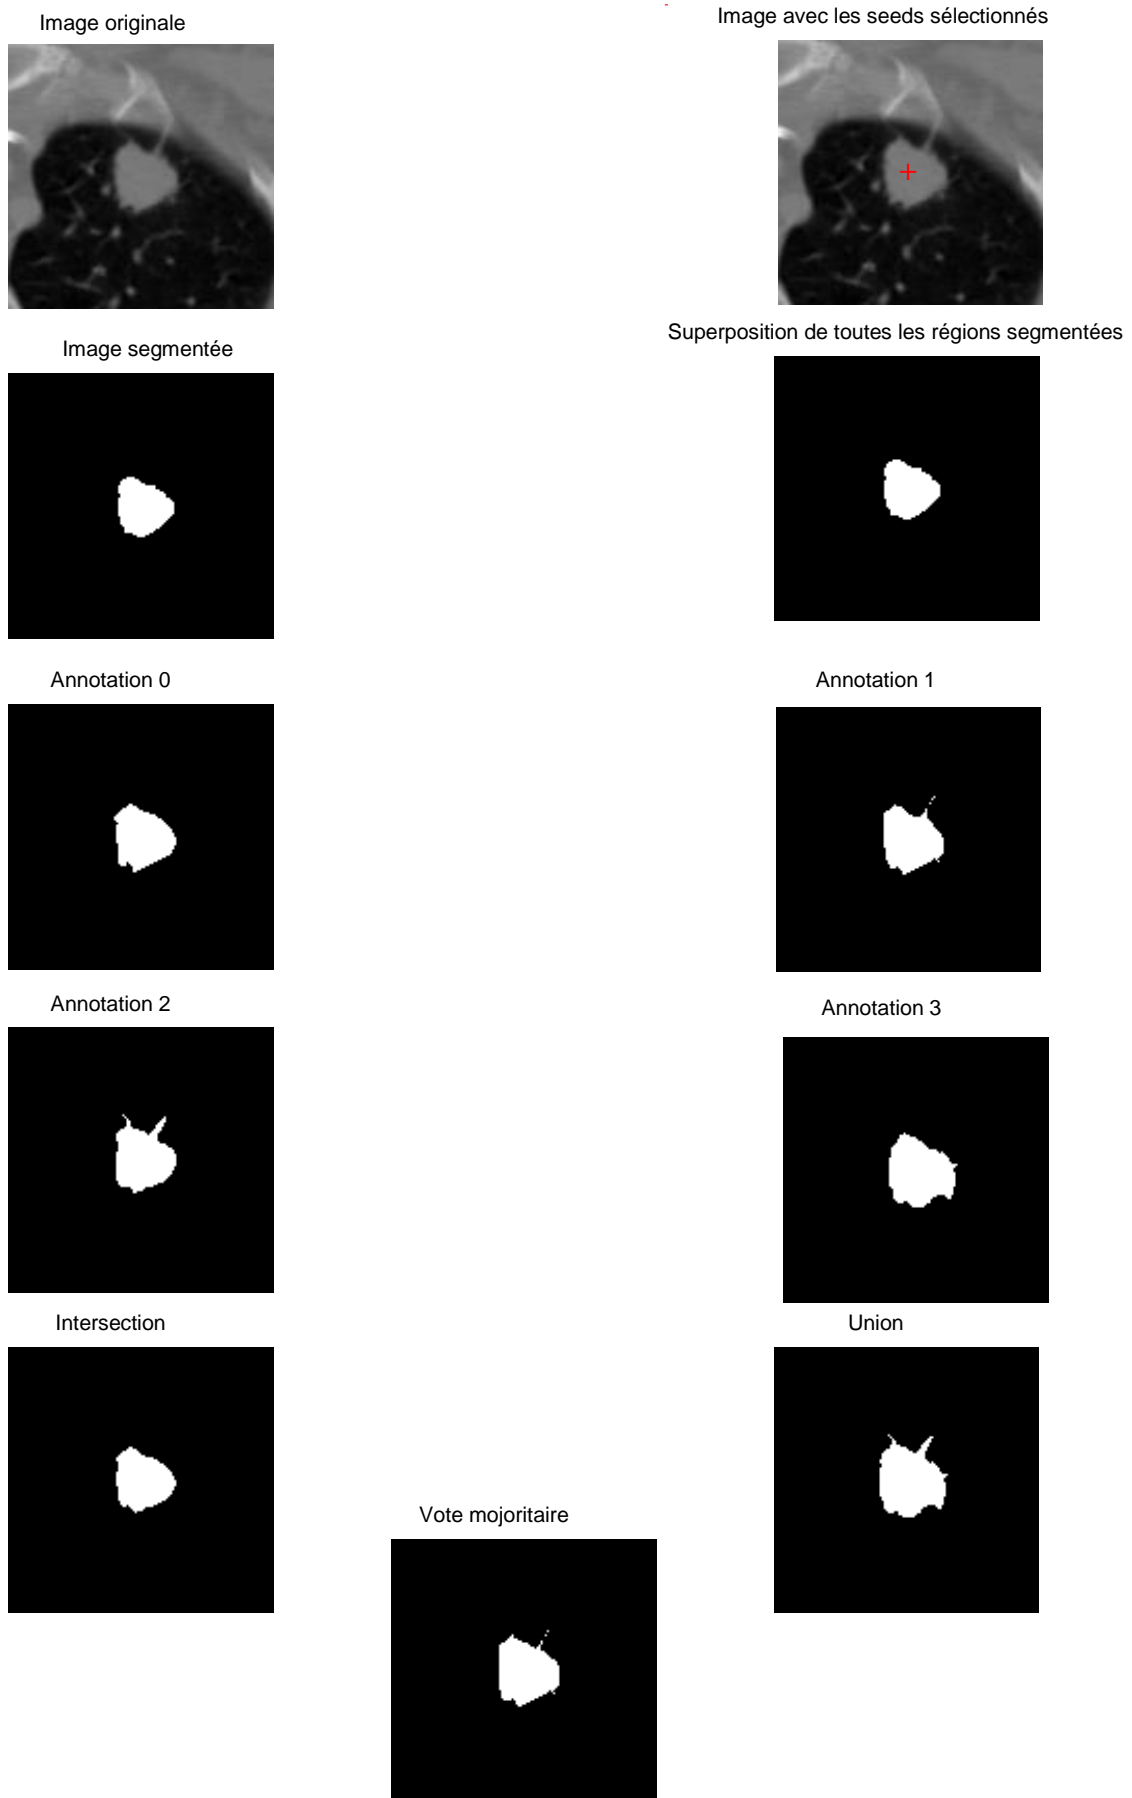 Image originale
Image avec les seeds sélectionnés
Image segmentée
Superposition de toutes les régions segmentées
Annotation 0
Annotation 1
Annotation 2
Annotation 3
Intersection
Union
Vote mojoritaire